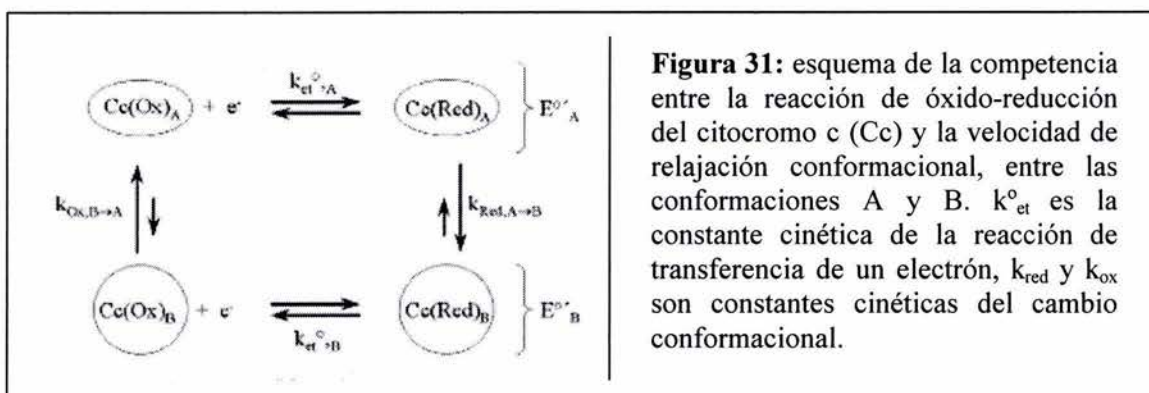 k°et,A
Cc(Ox)A + e- Cc(Red)A } E°'A
kOx,B→A kRed,A→B
Cc(Ox)B + e- Cc(Red)B } E°'B
ket°,B
Figura 31: esquema de la competencia
entre la reacción de óxido-reducción
del citocromo c (Cc) y la velocidad de
relajación conformacional, entre las
conformaciones A y B. k°et es la
constante cinética de la reacción de
transferencia de un electrón, kred y kox
son constantes cinéticas del cambio
conformacional.